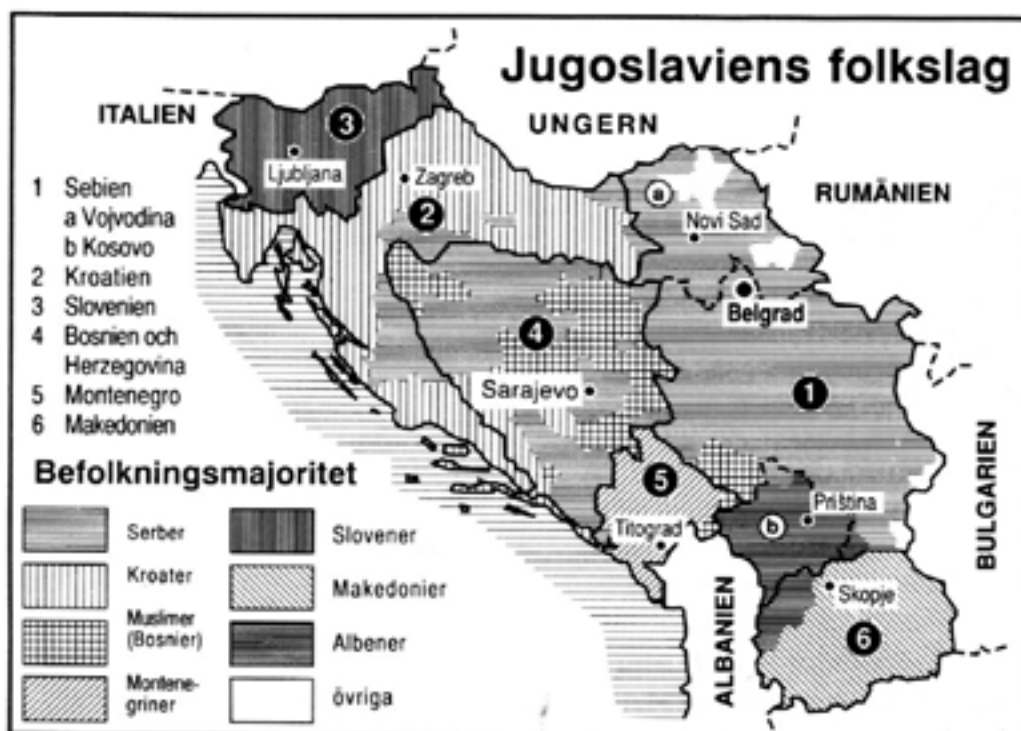 Jugoslaviens folkslag
ITALIEN
UNGERN
RUMÄNIEN
BULGARIEN
ALBANIEN
1 Sebien
a Vojvodina
b Kosovo
2 Kroatien
3 Slovenien
4 Bosnien och
Herzegovina
5 Montenegro
6 Makedonien
3
Ljubljana
Zagreb
2
a
Novi Sad
Belgrad
4
Sarajevo
1
5
Titograd
b
Priština
Skopje
6
Befolkningsmajoritet
Serber
Kroater
Muslimer
(Bosnier)
Montene-
griner
Slovener
Makedonier
Albener
övriga